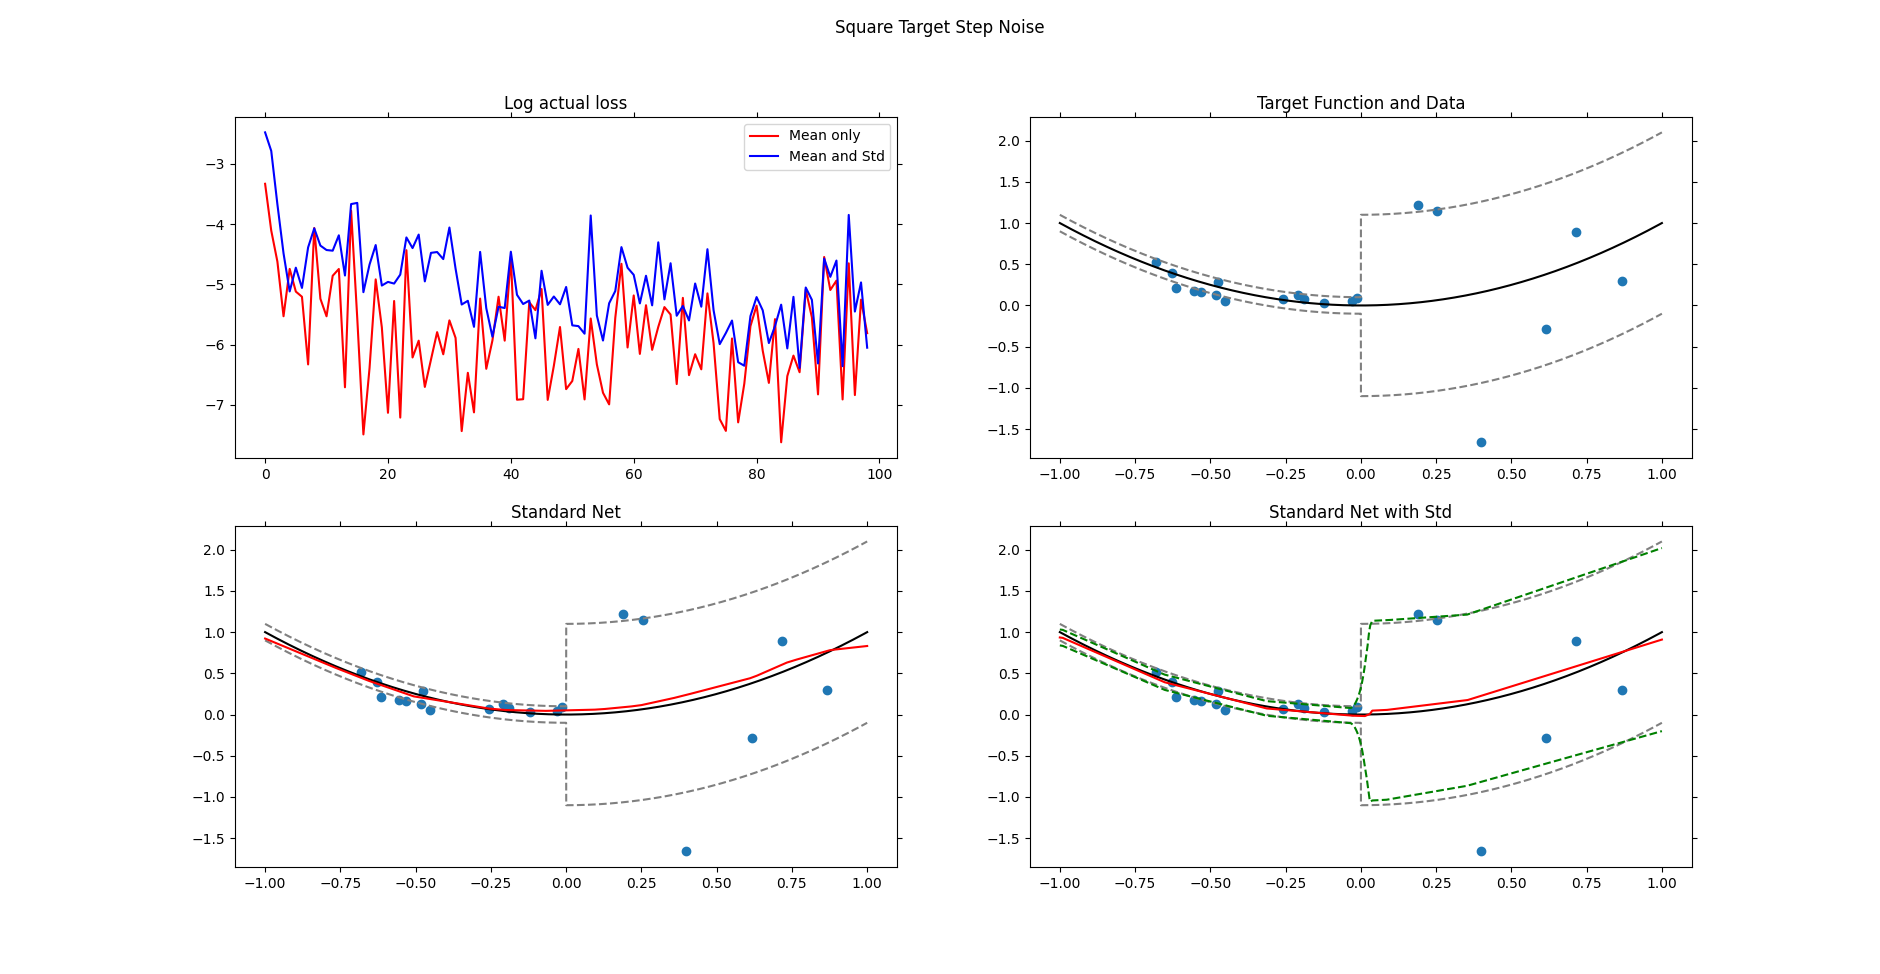 Square Target Step Noise
Log actual loss
Mean only
Mean and Std
−3
−4
−5
−6
−7
0 20 40 60 80 100
Target Function and Data
2.0
1.5
1.0
0.5
0.0
−0.5
−1.0
−1.5
−1.00 −0.75 −0.50 −0.25 0.00 0.25 0.50 0.75 1.00
Standard Net
2.0
1.5
1.0
0.5
0.0
−0.5
−1.0
−1.5
−1.00 −0.75 −0.50 −0.25 0.00 0.25 0.50 0.75 1.00
Standard Net with Std
2.0
1.5
1.0
0.5
0.0
−0.5
−1.0
−1.5
−1.00 −0.75 −0.50 −0.25 0.00 0.25 0.50 0.75 1.00